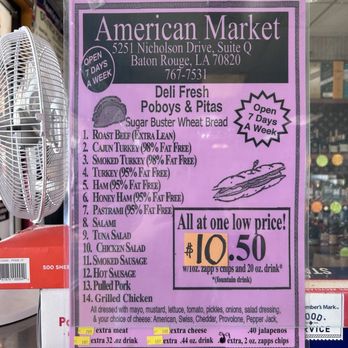 American Market
5251 Nicholson Drive, Suite Q
Baton Rouge, LA 70820
767-7531
OPEN
7 DAYS
A WEEK
Deli Fresh
Poboys & Pitas
Sugar Buster Wheat Bread
Open
7 Days
A Week
1. ROAST BEEF (EXTRA LEAN)
2. CAJUN TURKEY (98% FAT FREE)
3. SMOKED TURKEY (98% FAT FREE)
4. TURKEY (95% FAT FREE)
5. HAM (95% FAT FREE)
6. HONEY HAM (95% FAT FREE)
7. PASTRAMI (95% FAT FREE)
8. SALAMI
9. TUNA SALAD
10. CHICKEN SALAD
11. SMOKED SAUSAGE
12. HOT SAUSAGE
13. Pulled Pork
14. Grilled Chicken
All at one low price!
$10.50
w/1oz. zapp's chips and 20 oz. drink*
*(fountain drink)
All dressed with mayo, mustard, lettuce, tomato, pickles, onions, salad dressing,
& your choice of cheese: American, Swiss, Cheddar, Provolone, Pepper Jack,
extra meat
extra cheese
.40 jalapenos
extra 32 oz drink
extra .44 oz. drink
extra, 2 oz. zapps chips
500 SHEE